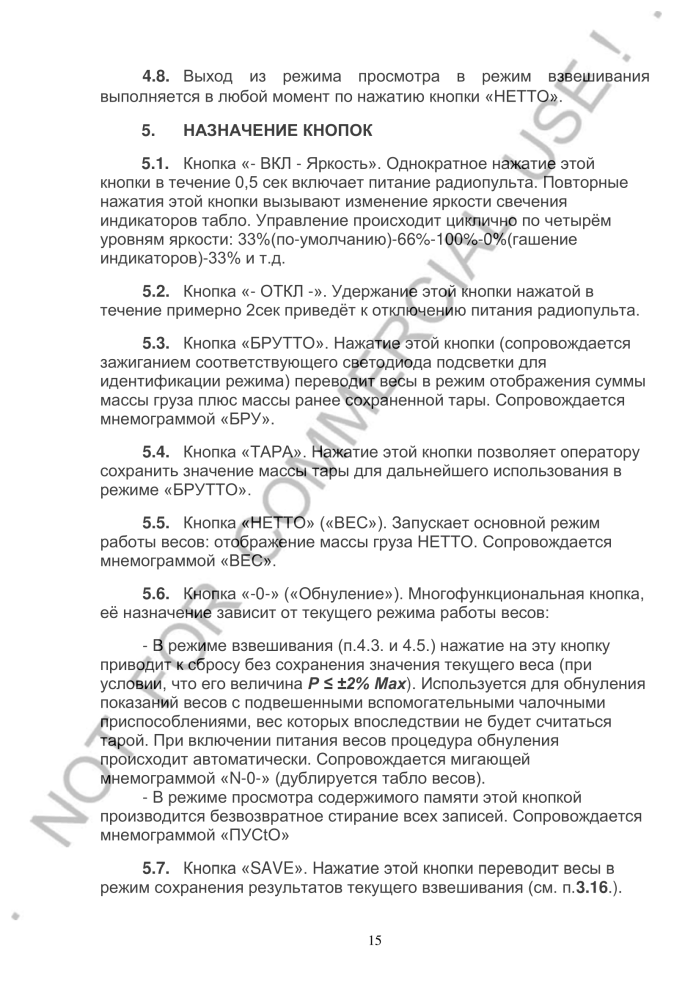 4.8. Выход из режима просмотра в режим взвешивания
выполняется в любой момент по нажатию кнопки «НЕТТО».
5. НАЗНАЧЕНИЕ КНОПОК
5.1. Кнопка «- ВКЛ - Яркость». Однократное нажатие этой
кнопки в течение 0,5 сек включает питание радиопульта. Повторные
нажатия этой кнопки вызывают изменение яркости свечения
индикаторов табло. Управление происходит циклично по четырём
уровням яркости: 33%(по-умолчанию)-66%-100%-0%(гашение
индикаторов)-33% и т.д.
5.2. Кнопка «- ОТКЛ -». Удержание этой кнопки нажатой в
течение примерно 2сек приведёт к отключению питания радиопульта.
5.3. Кнопка «БРУТТО». Нажатие этой кнопки (сопровождается
зажиганием соответствующего светодиода подсветки для
идентификации режима) переводит весы в режим отображения суммы
массы груза плюс массы ранее сохраненной тары. Сопровождается
мнемограммой «БРУ».
5.4. Кнопка «ТАРА». Нажатие этой кнопки позволяет оператору
сохранить значение массы тары для дальнейшего использования в
режиме «БРУТТО».
5.5. Кнопка «НЕТТО» («ВЕС»). Запускает основной режим
работы весов: отображение массы груза НЕТТО. Сопровождается
мнемограммой «ВЕС».
5.6. Кнопка «-0-» («Обнуление»). Многофункциональная кнопка,
её назначение зависит от текущего режима работы весов:
- В режиме взвешивания (п.4.3. и 4.5.) нажатие на эту кнопку
приводит к сбросу без сохранения значения текущего веса (при
условии, что его величина P ≤ ±2% Max). Используется для обнуления
показаний весов с подвешенными вспомогательными чалочными
приспособлениями, вес которых впоследствии не будет считаться
тарой. При включении питания весов процедура обнуления
происходит автоматически. Сопровождается мигающей
мнемограммой «N-0-» (дублируется табло весов).
- В режиме просмотра содержимого памяти этой кнопкой
производится безвозвратное стирание всех записей. Сопровождается
мнемограммой «ПУСtО»
5.7. Кнопка «SAVE». Нажатие этой кнопки переводит весы в
режим сохранения результатов текущего взвешивания (см. п.3.16.).
15
NOT FOR COMMERCIAL USE !